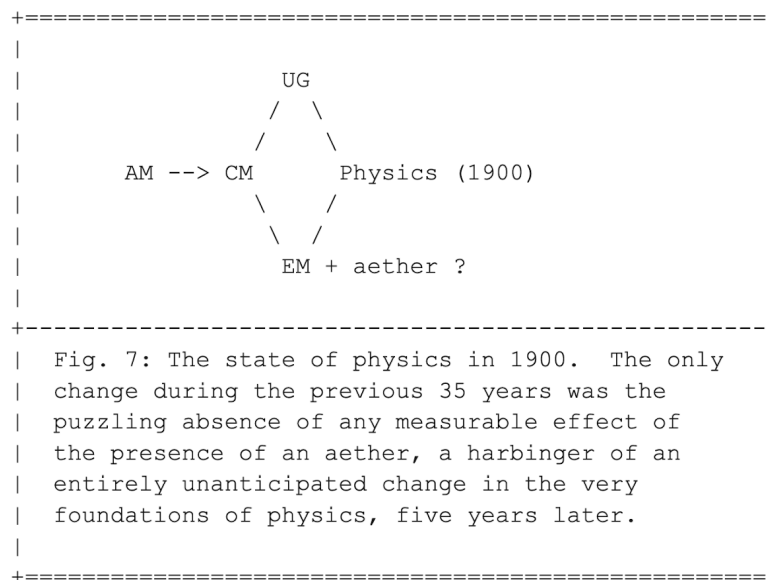 UG
AM --> CM Physics (1900)
EM + aether ?
Fig. 7: The state of physics in 1900. The only
change during the previous 35 years was the
puzzling absence of any measurable effect of
the presence of an aether, a harbinger of an
entirely unanticipated change in the very
foundations of physics, five years later.